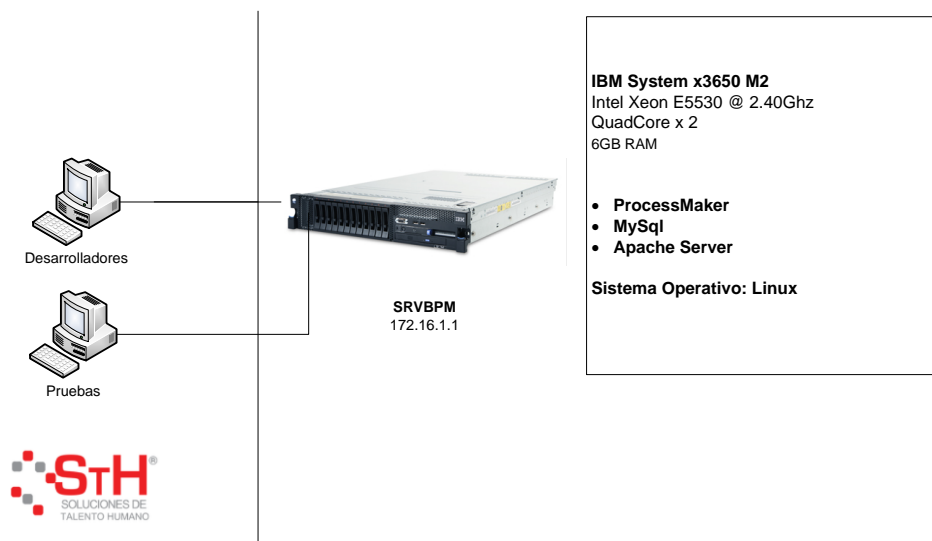 IBM System x3650 M2
Intel Xeon E5530 @ 2.40Ghz
QuadCore x 2
6GB RAM
• ProcessMaker
• MySql
• Apache Server
Sistema Operativo: Linux
Desarrolladores
SRVBPM
172.16.1.1
Pruebas
STH®
SOLUCIONES DE
TALENTO HUMANO
IBM